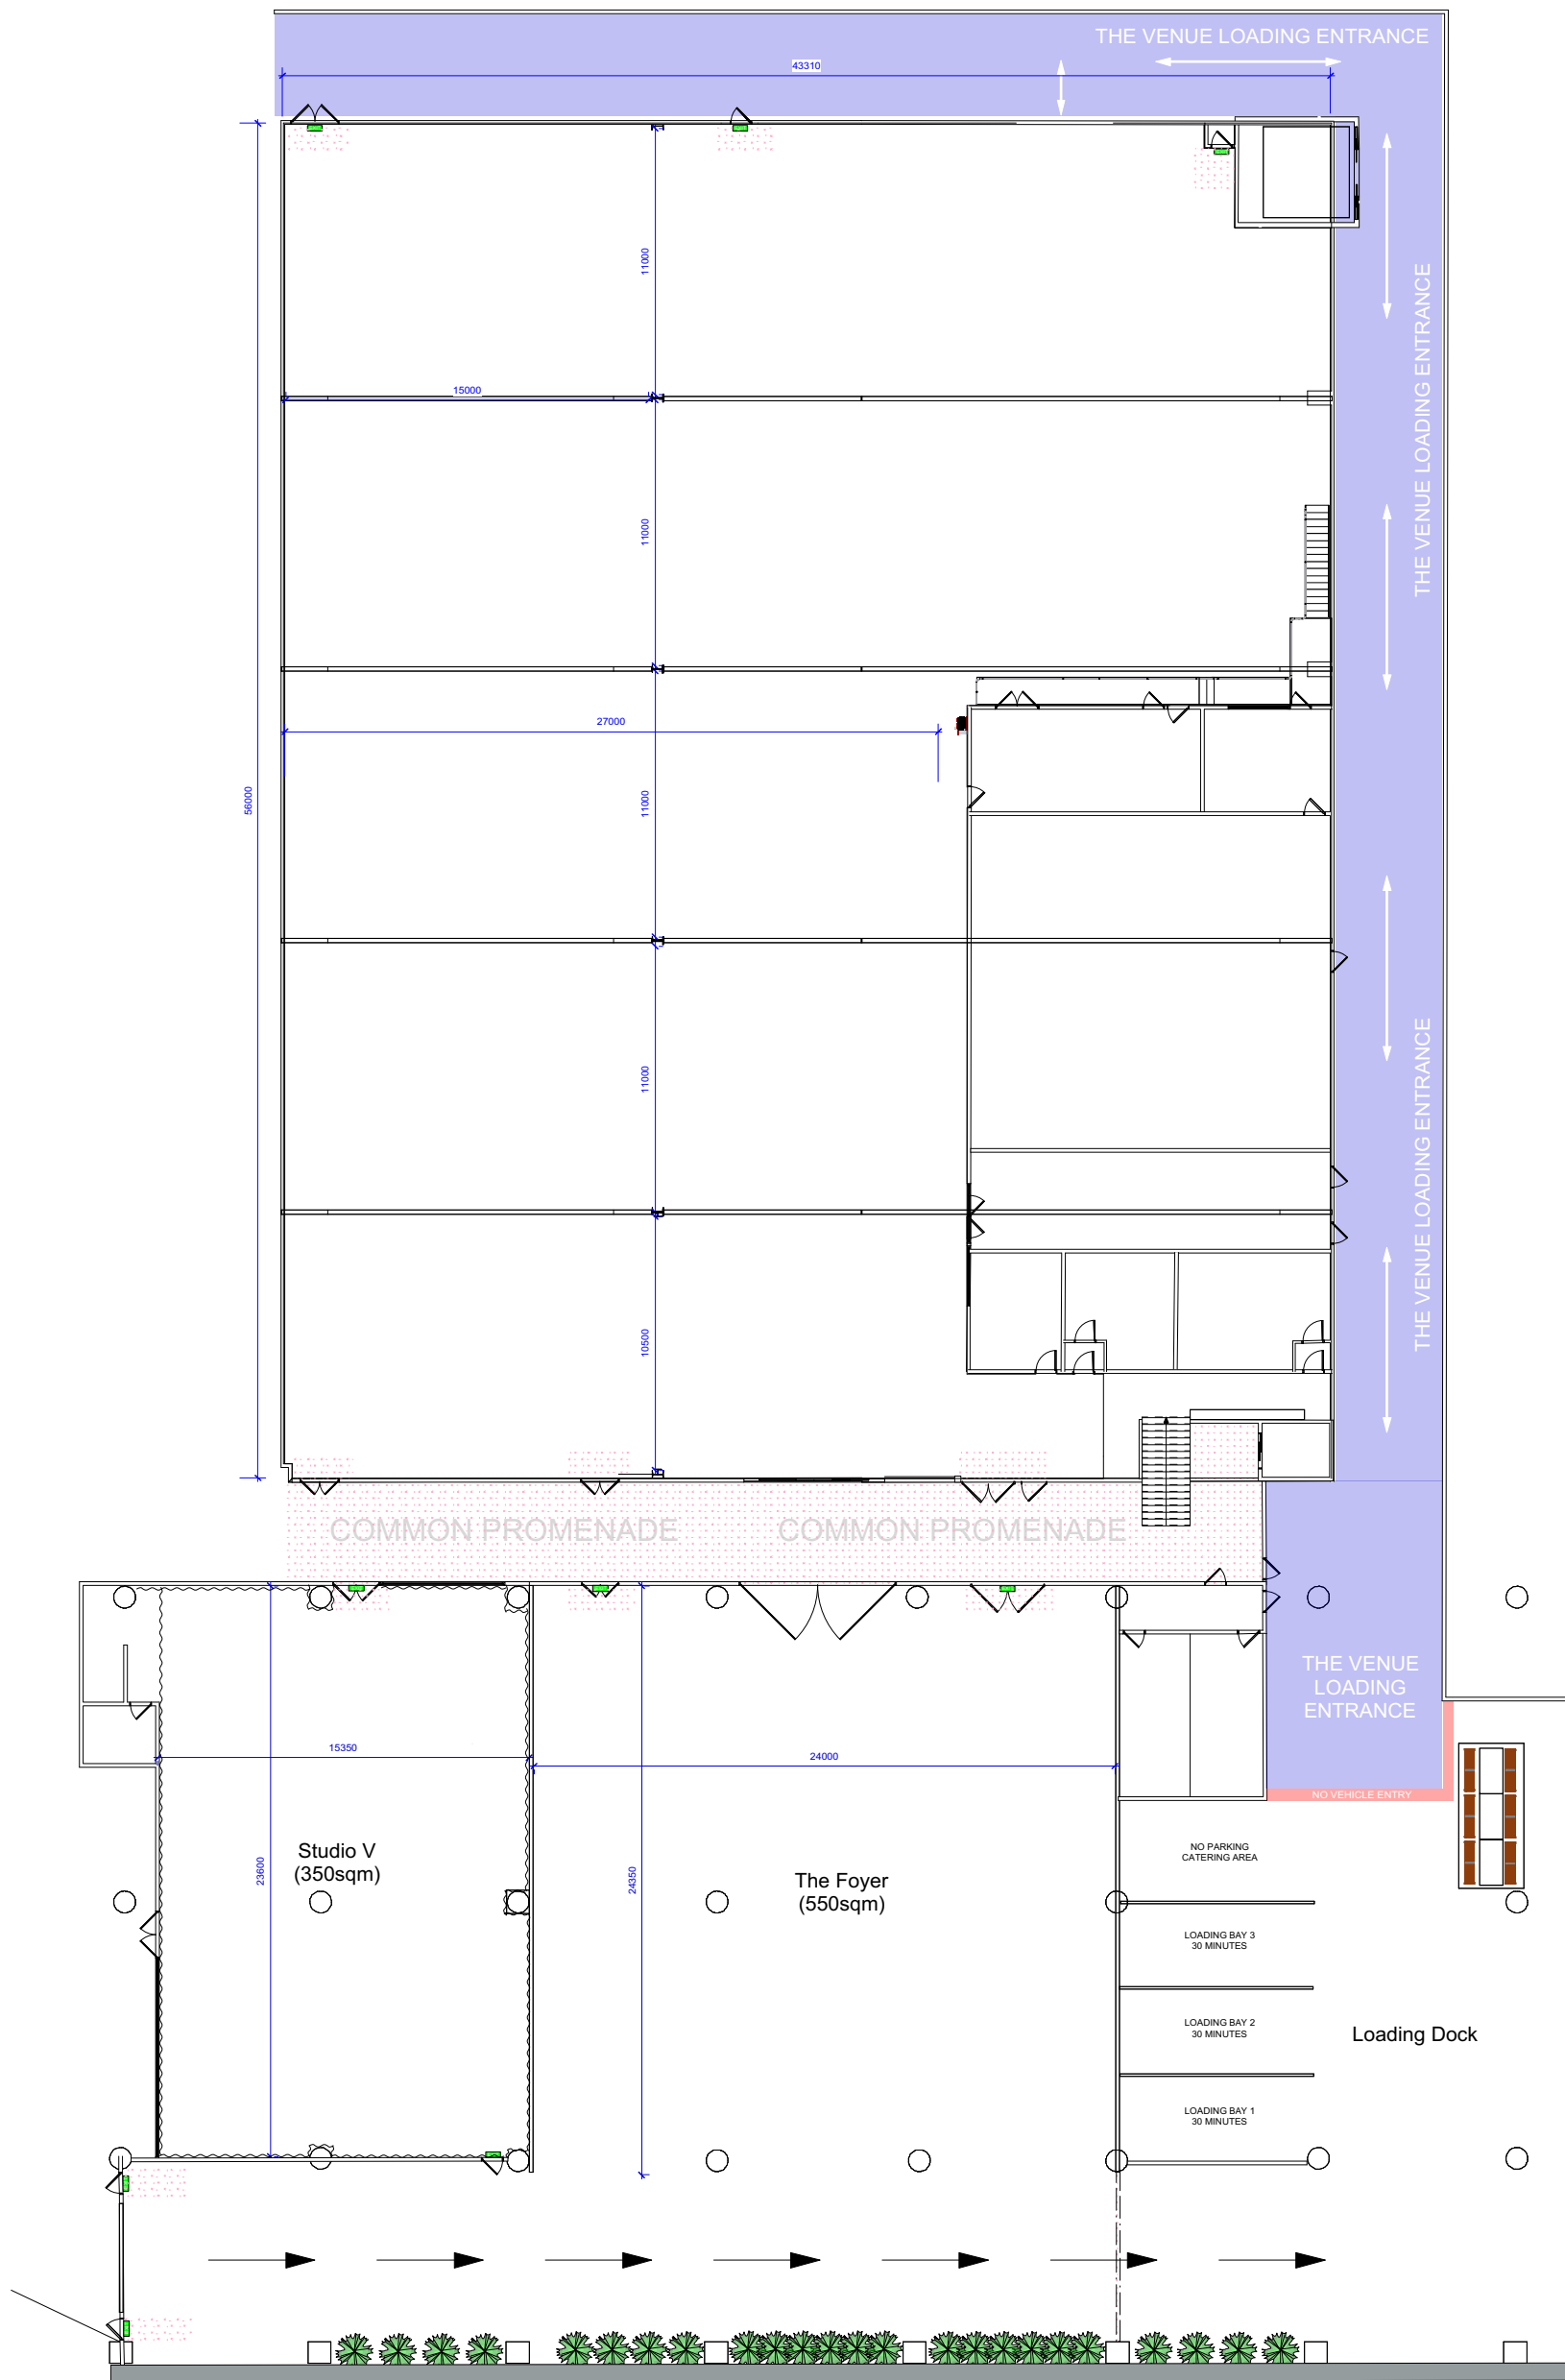 THE VENUE LOADING ENTRANCE
43310
11000
THE VENUE LOADING ENTRANCE
15000
11000
27000
56000
11000
11000
THE VENUE LOADING ENTRANCE
10500
COMMON PROMENADE
COMMON PROMENADE
THE VENUE
LOADING
ENTRANCE
15350
24000
NO VEHICLE ENTRY
Studio V
(350sqm)
23600
24350
The Foyer
(550sqm)
NO PARKING
CATERING AREA
LOADING BAY 3
30 MINUTES
LOADING BAY 2
30 MINUTES
Loading Dock
LOADING BAY 1
30 MINUTES